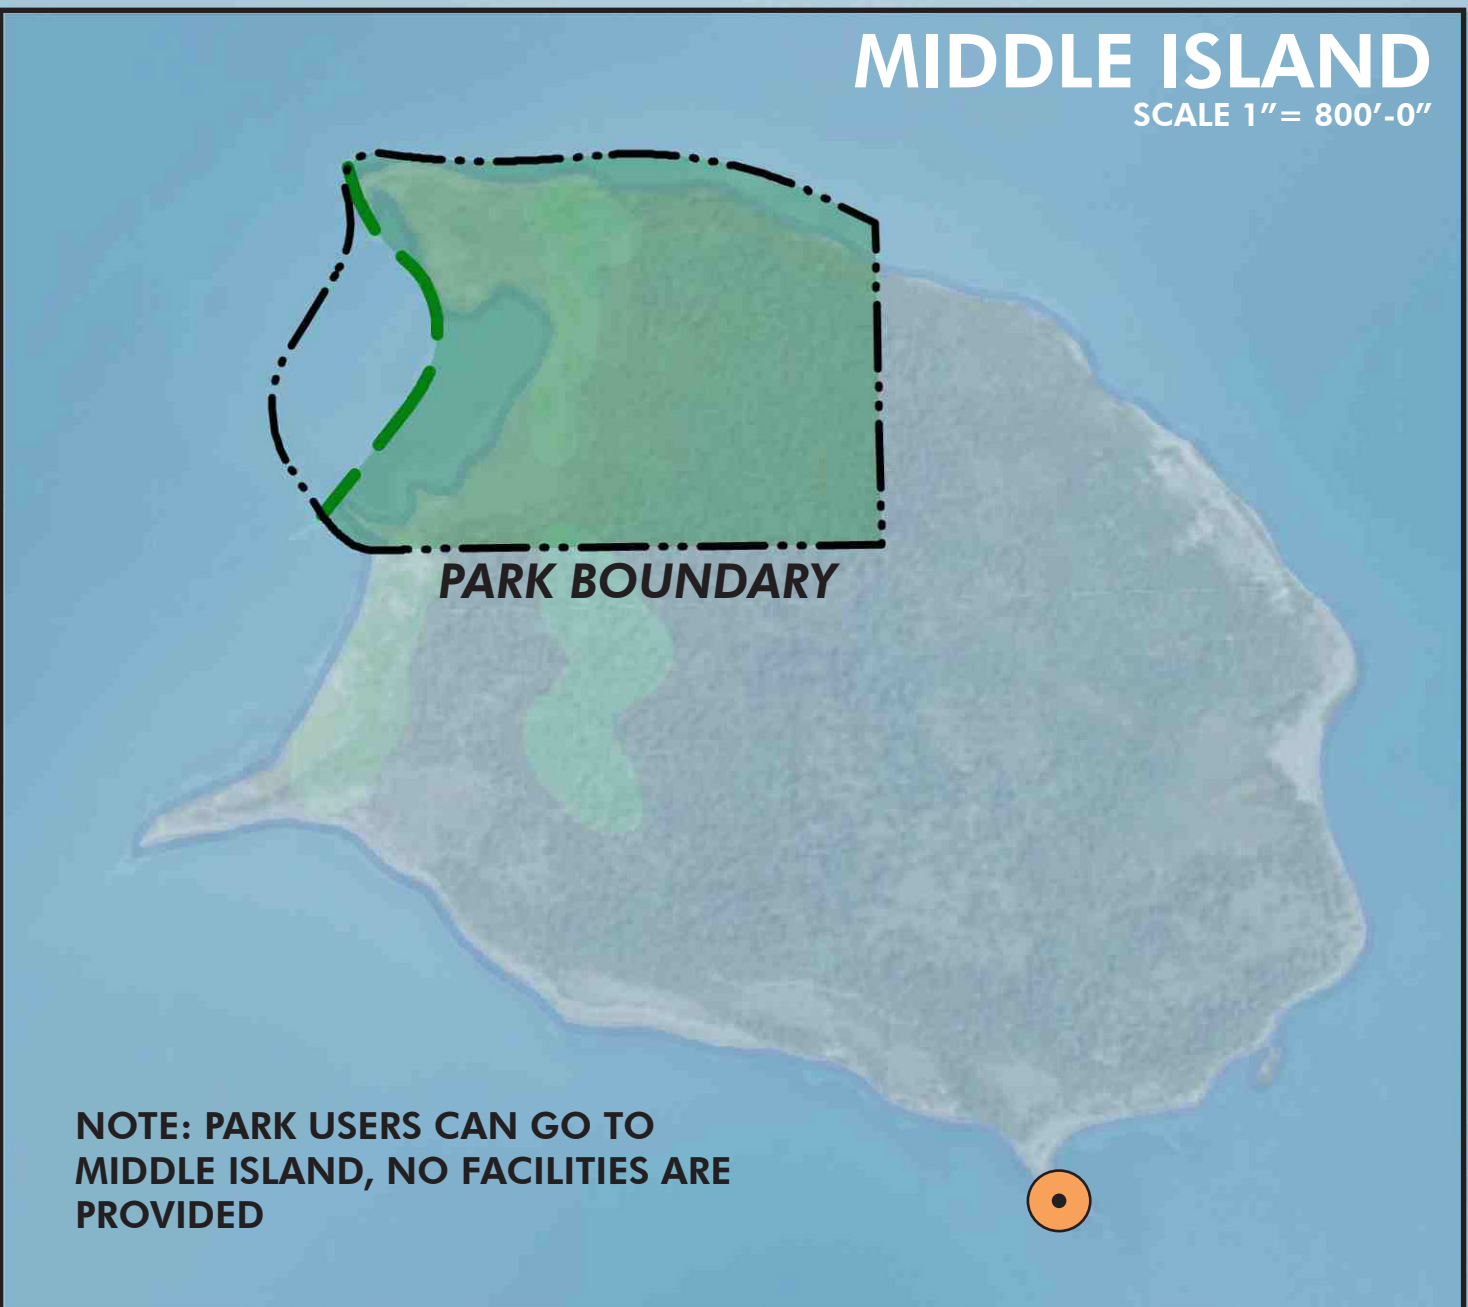 MIDDLE ISLAND
SCALE 1”= 800’-0”
PARK BOUNDARY
NOTE: PARK USERS CAN GO TO
MIDDLE ISLAND, NO FACILITIES ARE
PROVIDED